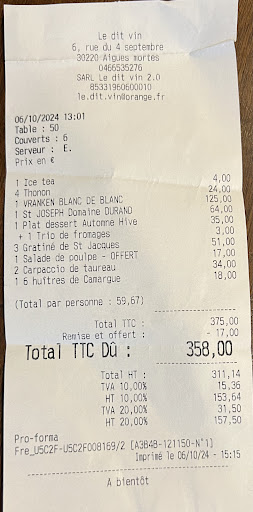 Le dit vin
6, rue du 4 septembre
30220 Aigues mortes
0466535276
SARL Le dit vin 2.0
85331960600010
le.dit.vin@orange.fr
06/10/2024 13:01
Table : 50
Couverts : 6
Serveur : E.
Prix en €
1 Ice tea 4,00
4 Thonon 24,00
1 VRANKEN BLANC DE BLANC 125,00
1 St JOSEPH Domaine DURAND 64,00
1 Plat dessert Automne Hive 35,00
+ 1 Trio de fromages 3,00
3 Gratiné de St Jacques 51,00
1 Salade de poulpe - OFFERT 17,00
2 Carpaccio de taureau 34,00
1 6 huîtres de Camargue 18,00
(Total par personne : 59,67)
Total TTC : 375,00
Remise et offert : - 17,00
Total TTC Dû : 358,00
Total HT : 311,14
TVA 10,00% 15,36
HT 10,00% 153,64
TVA 20,00% 31,50
HT 20,00% 157,50
Pro-forma
Fre_U5C2F-U5C2F008169/2 (A3B4B-121150-N°1)
Imprimé le 06/10/24 - 15:15
A bientôt